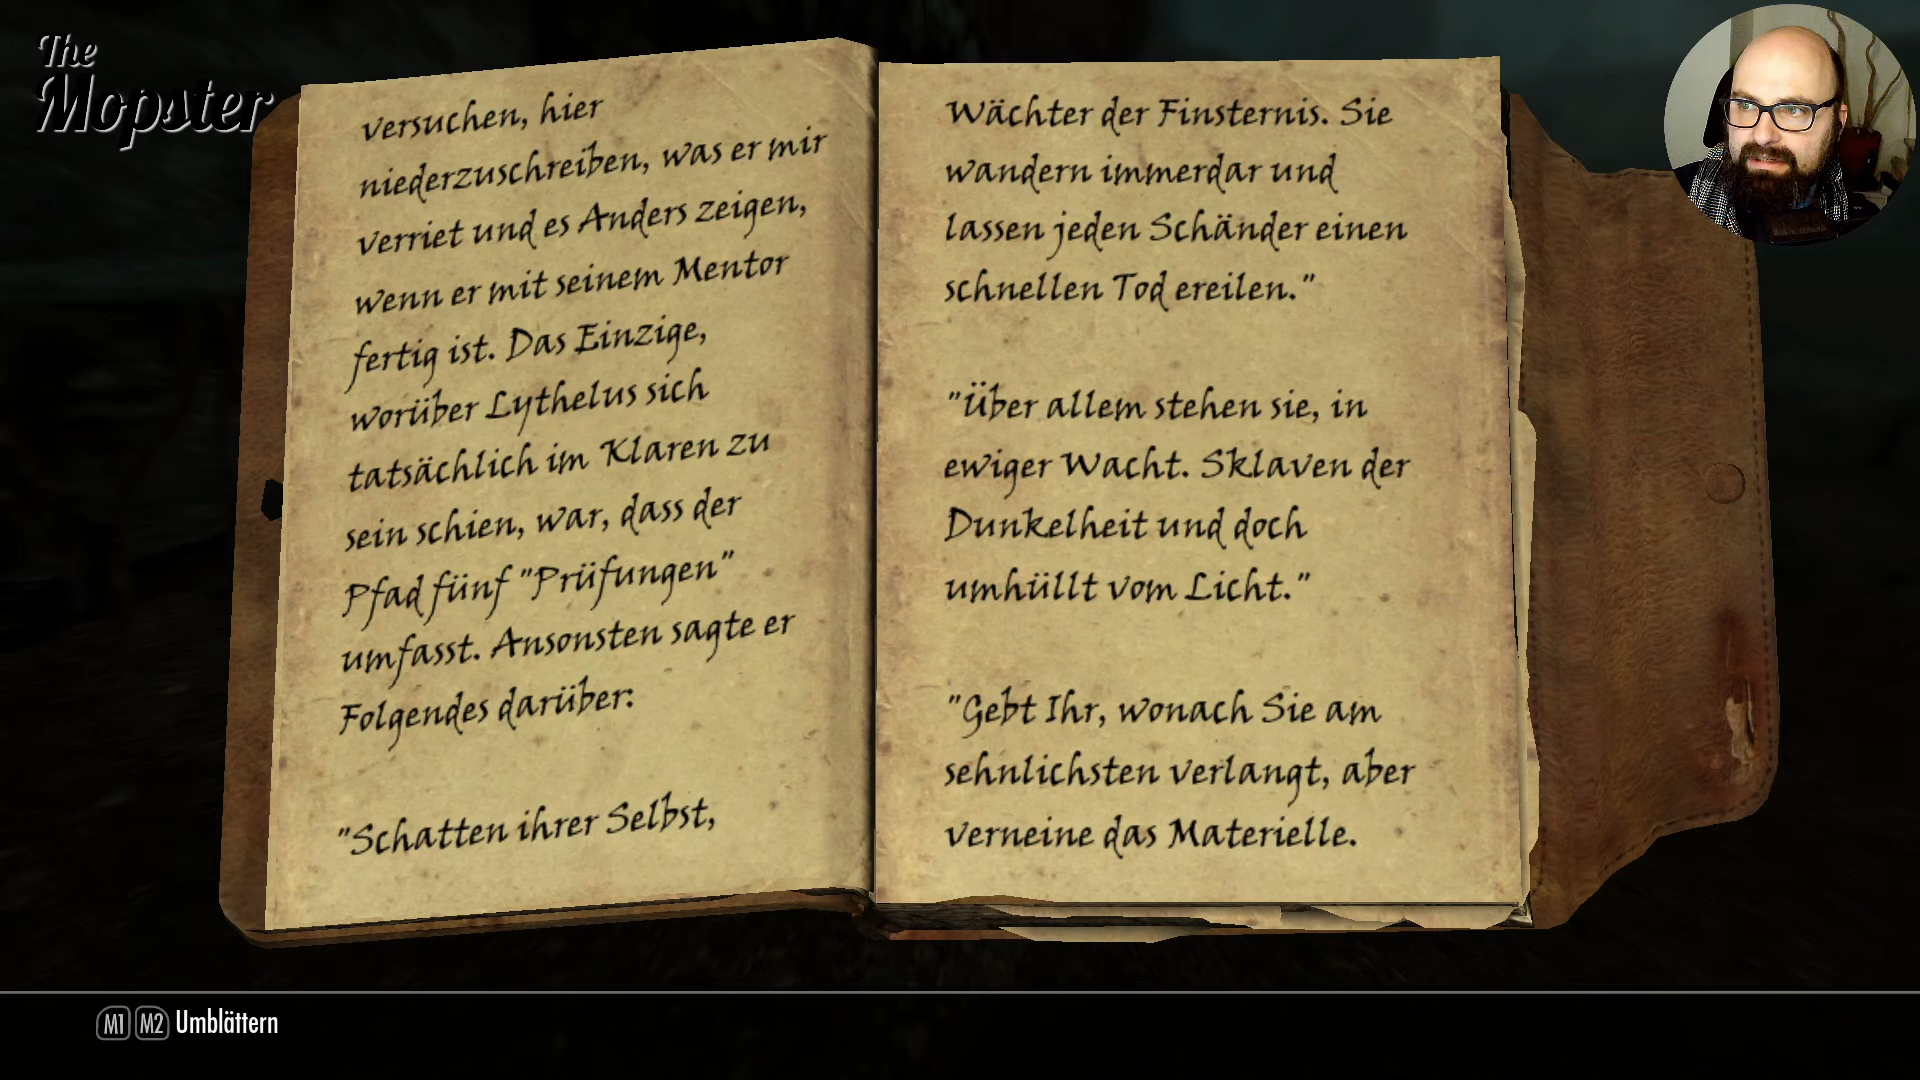 The
Mopster
versuchen, hier
niederzuschreiben, was er mir
verriet und es Anders zeigen,
wenn er mit seinem Mentor
fertig ist. Das Einzige,
worüber Lythelus sich
tatsächlich im Klaren zu
sein schien, war, dass der
Pfad fünf "Prüfungen"
umfasst. Ansonsten sagte er
Folgendes darüber:
"Schatten ihrer Selbst,
Wächter der Finsternis. Sie
wandern immerdar und
lassen jeden Schänder einen
schnellen Tod ereilen."
"Über allem stehen sie, in
ewiger Wacht. Sklaven der
Dunkelheit und doch
umhüllt vom Licht."
"Gebt Ihr, wonach Sie am
sehnlichsten verlangt, aber
verneine das Materielle.
M1 M2 Umblättern